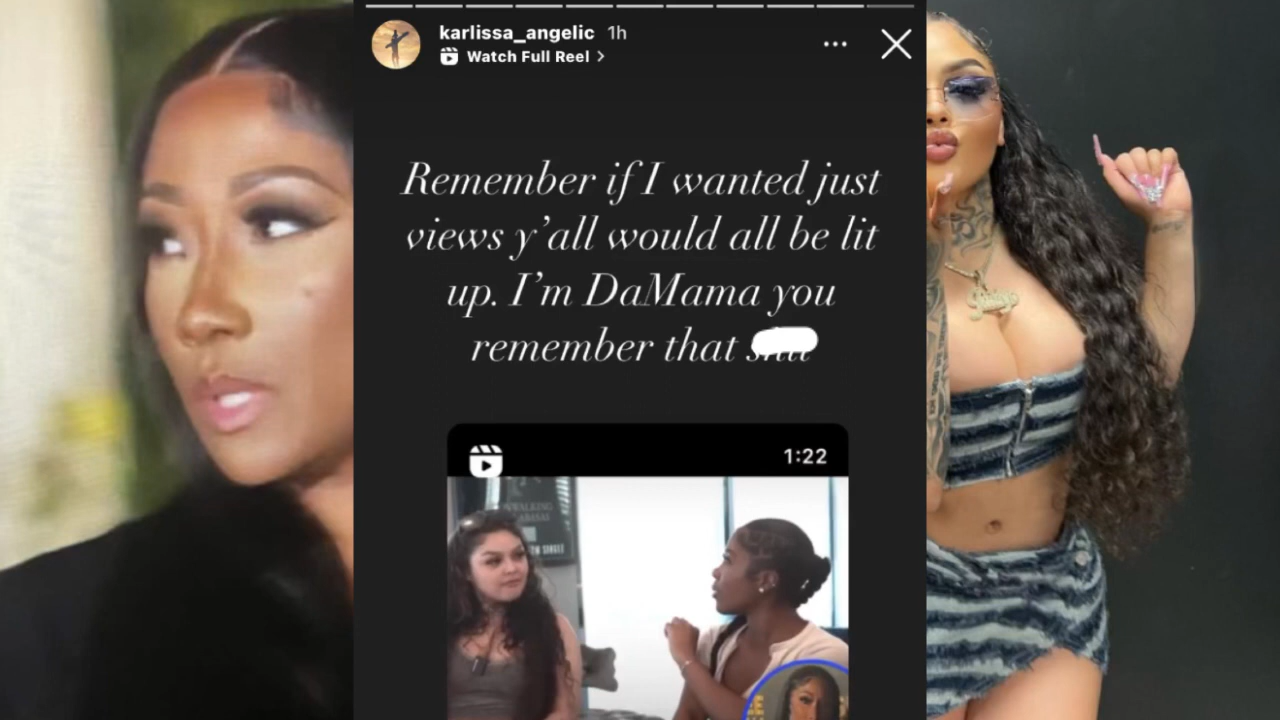 karlissa_angelic 1h
Watch Full Reel >
Remember if I wanted just
views y’all would all be lit
up. I’m DaMama you
remember that
1:22